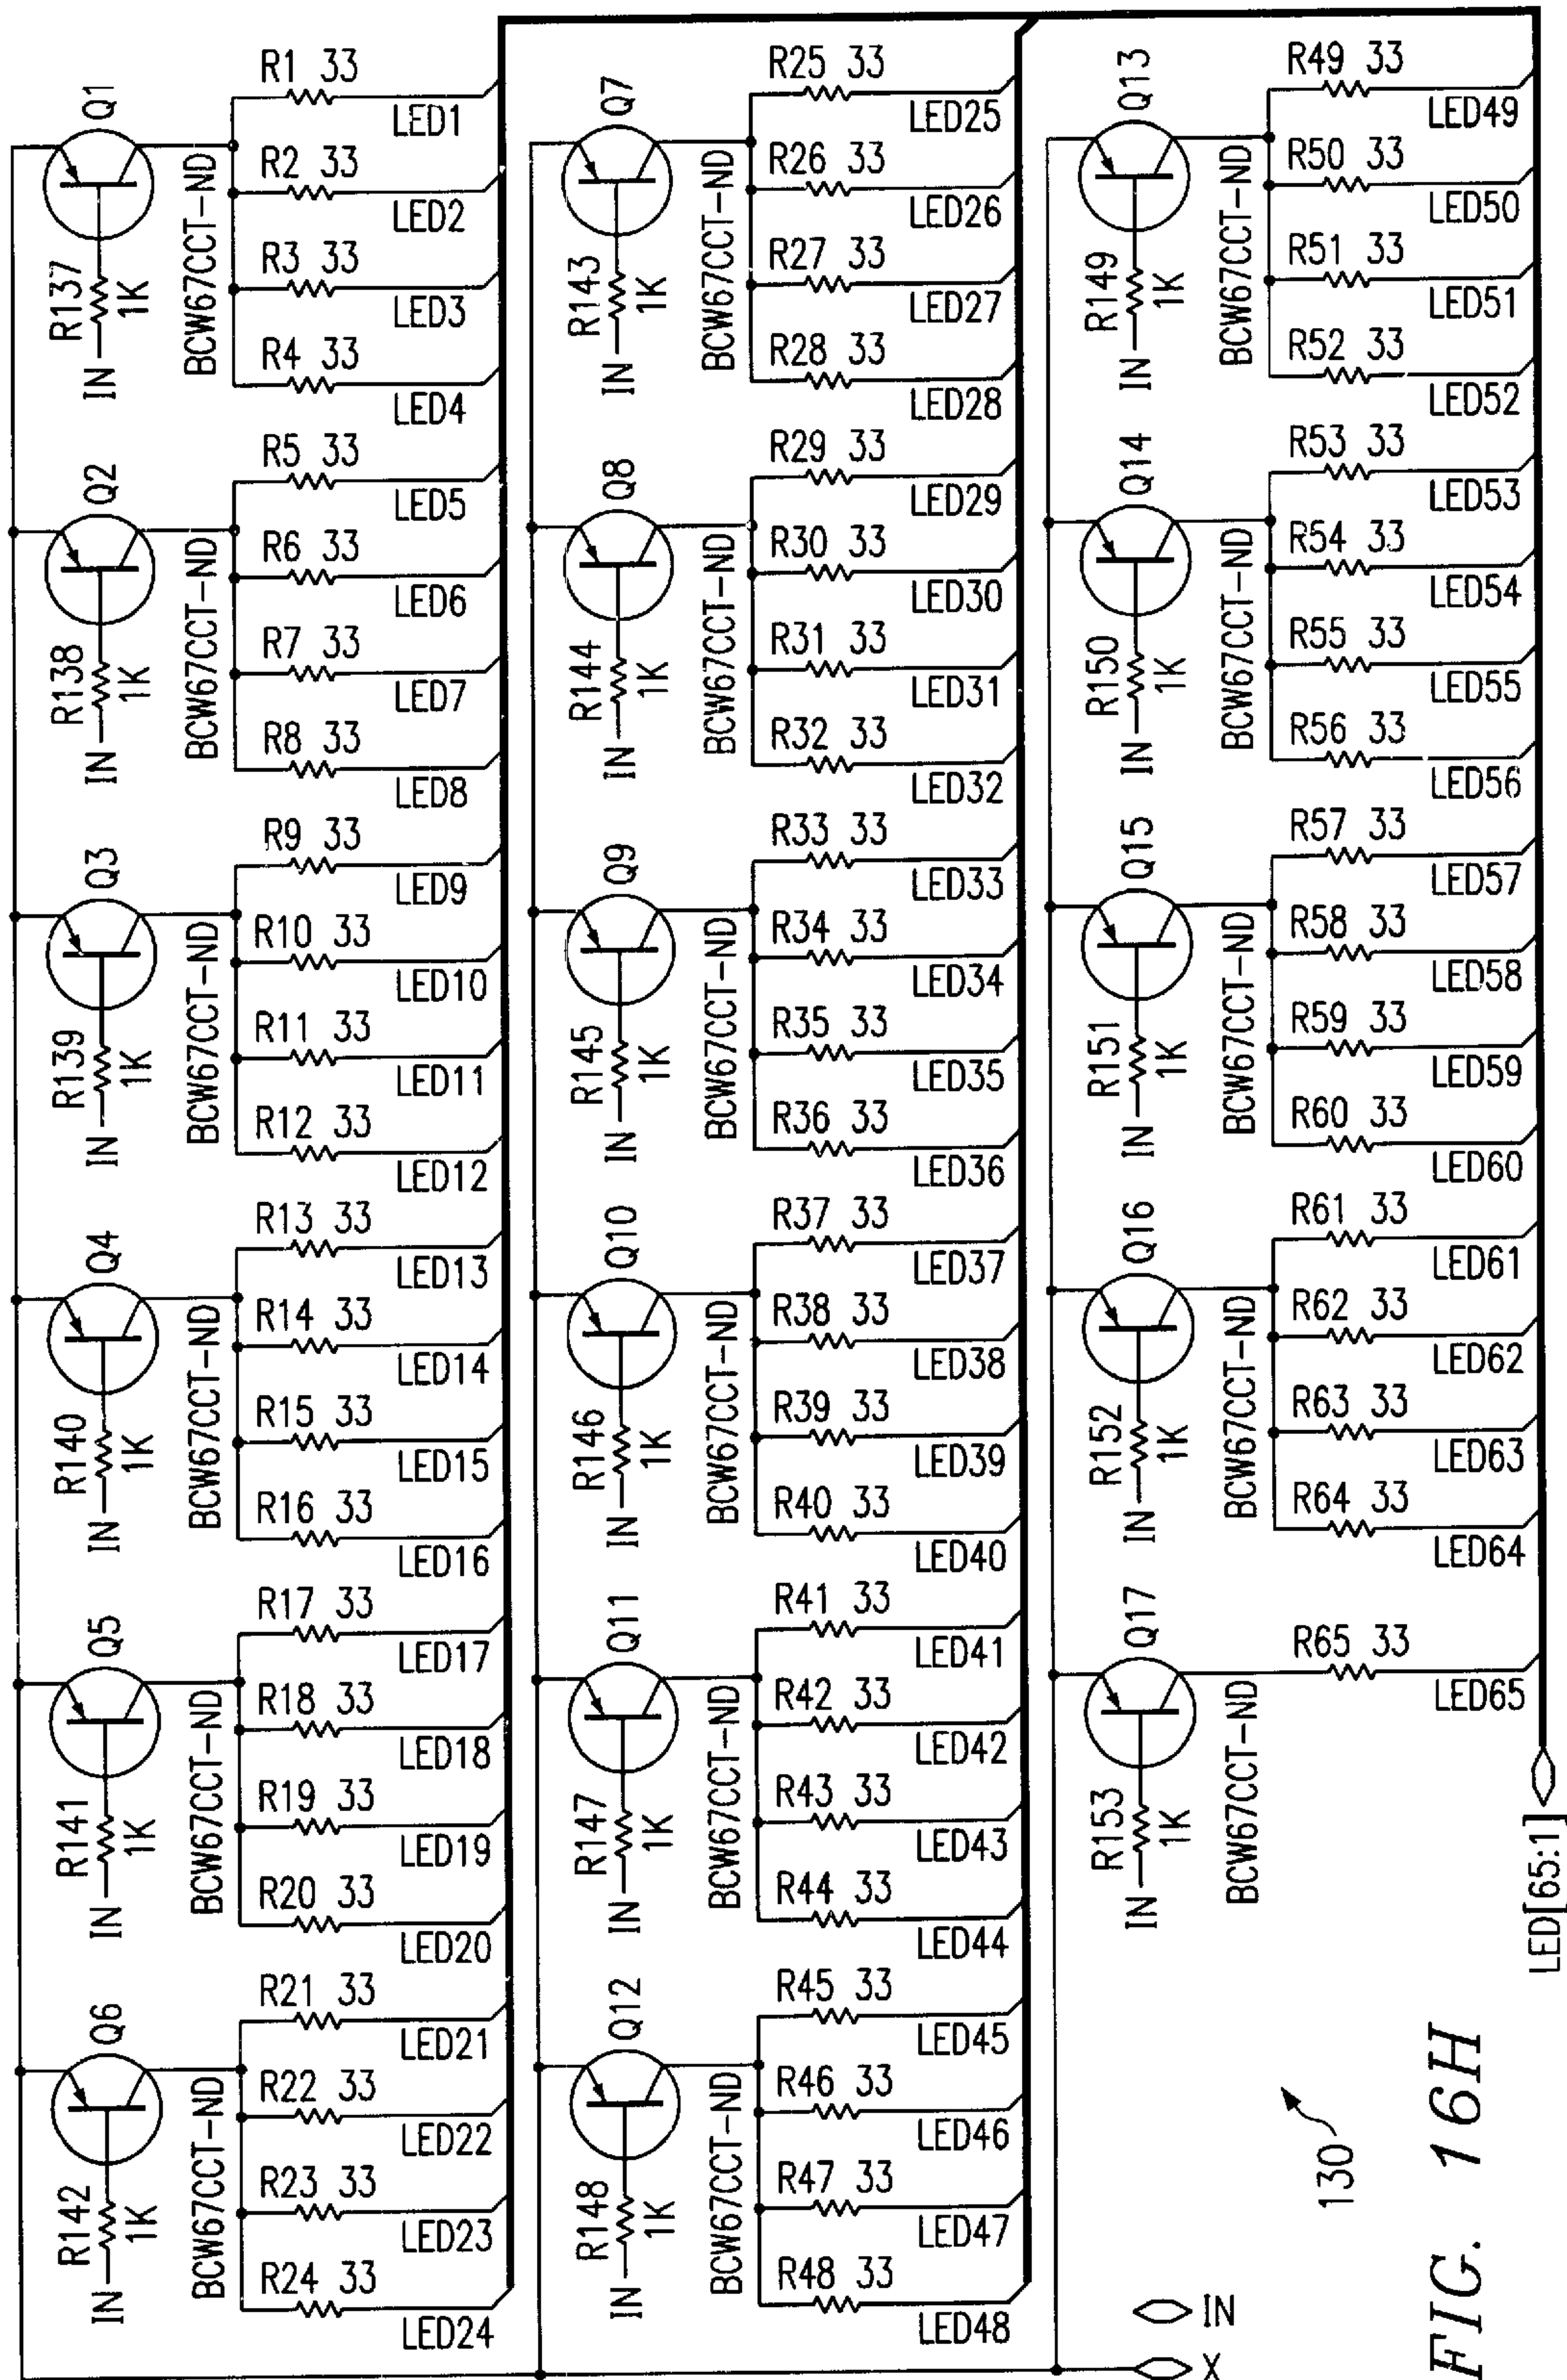 Q1
R137
1K
IN
BCW67CCT-ND
R1 33
LED1
R2 33
LED2
R3 33
LED3
R4 33
LED4
Q2
R138
1K
IN
BCW67CCT-ND
R5 33
LED5
R6 33
LED6
R7 33
LED7
R8 33
LED8
Q3
R139
1K
IN
BCW67CCT-ND
R9 33
LED9
R10 33
LED10
R11 33
LED11
R12 33
LED12
Q4
R140
1K
IN
BCW67CCT-ND
R13 33
LED13
R14 33
LED14
R15 33
LED15
R16 33
LED16
Q5
R141
1K
IN
BCW67CCT-ND
R17 33
LED17
R18 33
LED18
R19 33
LED19
R20 33
LED20
Q6
R142
1K
IN
BCW67CCT-ND
R21 33
LED21
R22 33
LED22
R23 33
LED23
R24 33
LED24
Q7
R143
1K
IN
BCW67CCT-ND
R25 33
LED25
R26 33
LED26
R27 33
LED27
R28 33
LED28
Q8
R144
1K
IN
BCW67CCT-ND
R29 33
LED29
R30 33
LED30
R31 33
LED31
R32 33
LED32
Q9
R145
1K
IN
BCW67CCT-ND
R33 33
LED33
R34 33
LED34
R35 33
LED35
R36 33
LED36
Q10
R146
1K
IN
BCW67CCT-ND
R37 33
LED37
R38 33
LED38
R39 33
LED39
R40 33
LED40
Q11
R147
1K
IN
BCW67CCT-ND
R41 33
LED41
R42 33
LED42
R43 33
LED43
R44 33
LED44
Q12
R148
1K
IN
BCW67CCT-ND
R45 33
LED45
R46 33
LED46
R47 33
LED47
R48 33
LED48
Q13
R149
1K
IN
BCW67CCT-ND
R49 33
LED49
R50 33
LED50
R51 33
LED51
R52 33
LED52
Q14
R150
1K
IN
BCW67CCT-ND
R53 33
LED53
R54 33
LED54
R55 33
LED55
R56 33
LED56
Q15
R151
1K
IN
BCW67CCT-ND
R57 33
LED57
R58 33
LED58
R59 33
LED59
R60 33
LED60
Q16
R152
1K
IN
BCW67CCT-ND
R61 33
LED61
R62 33
LED62
R63 33
LED63
R64 33
LED64
Q17
R153
1K
IN
BCW67CCT-ND
R65 33
LED65
LED[65:1]
IN
X
130
FIG. 16H